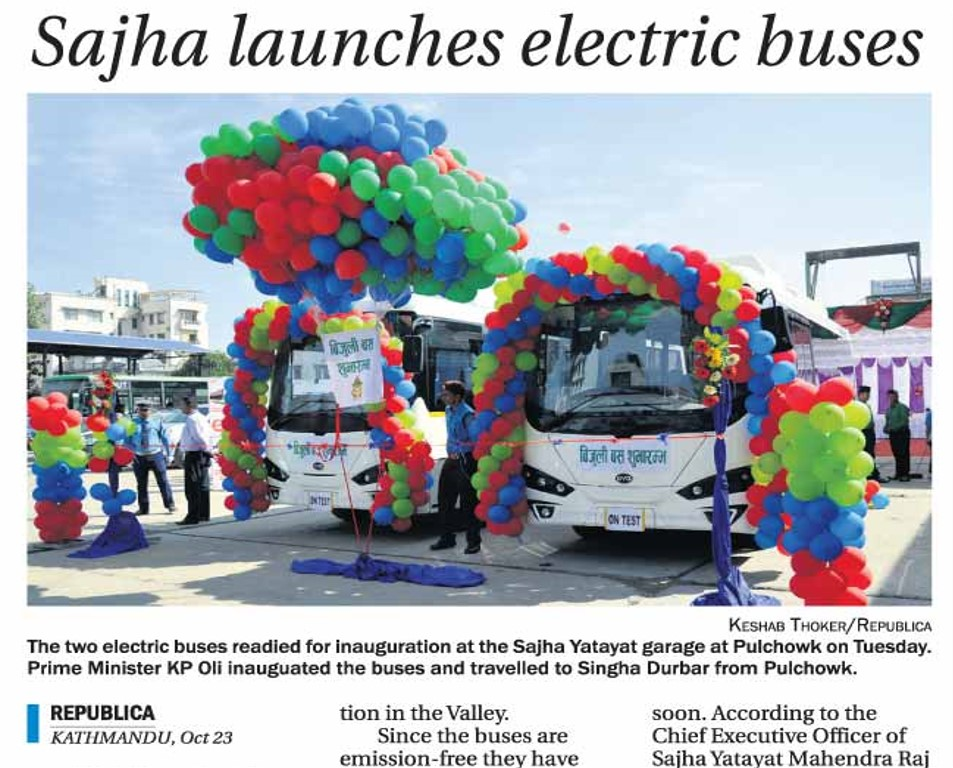 Sajha launches electric buses
बिजुली बस
शुभारम्भ
बिजुली बस शुभारम्भ
BYD
ON TEST
बिजुली बस शुभारम्भ
BYD
ON TEST
KESHAB THOKER/REPUBLICA
The two electric buses readied for inauguration at the Sajha Yatayat garage at Pulchowk on Tuesday.
Prime Minister KP Oli inauguated the buses and travelled to Singha Durbar from Pulchowk.
REPUBLICA
KATHMANDU, Oct 23
tion in the Valley.
Since the buses are
emission-free they have
soon. According to the
Chief Executive Officer of
Sajha Yatayat Mahendra Raj